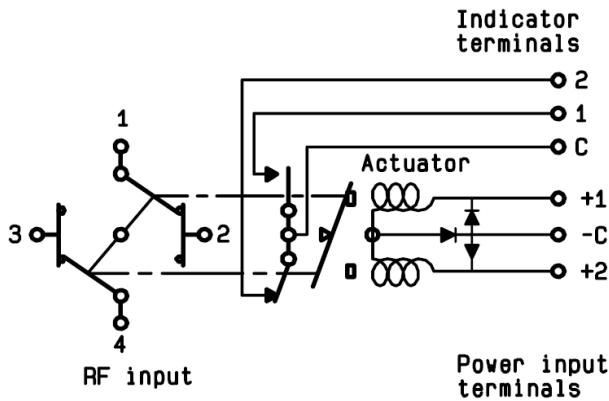 Indicator
terminals
2
1
C
1
Actuator
+1
3
2
-C
+2
4
RF input
Power input
terminals